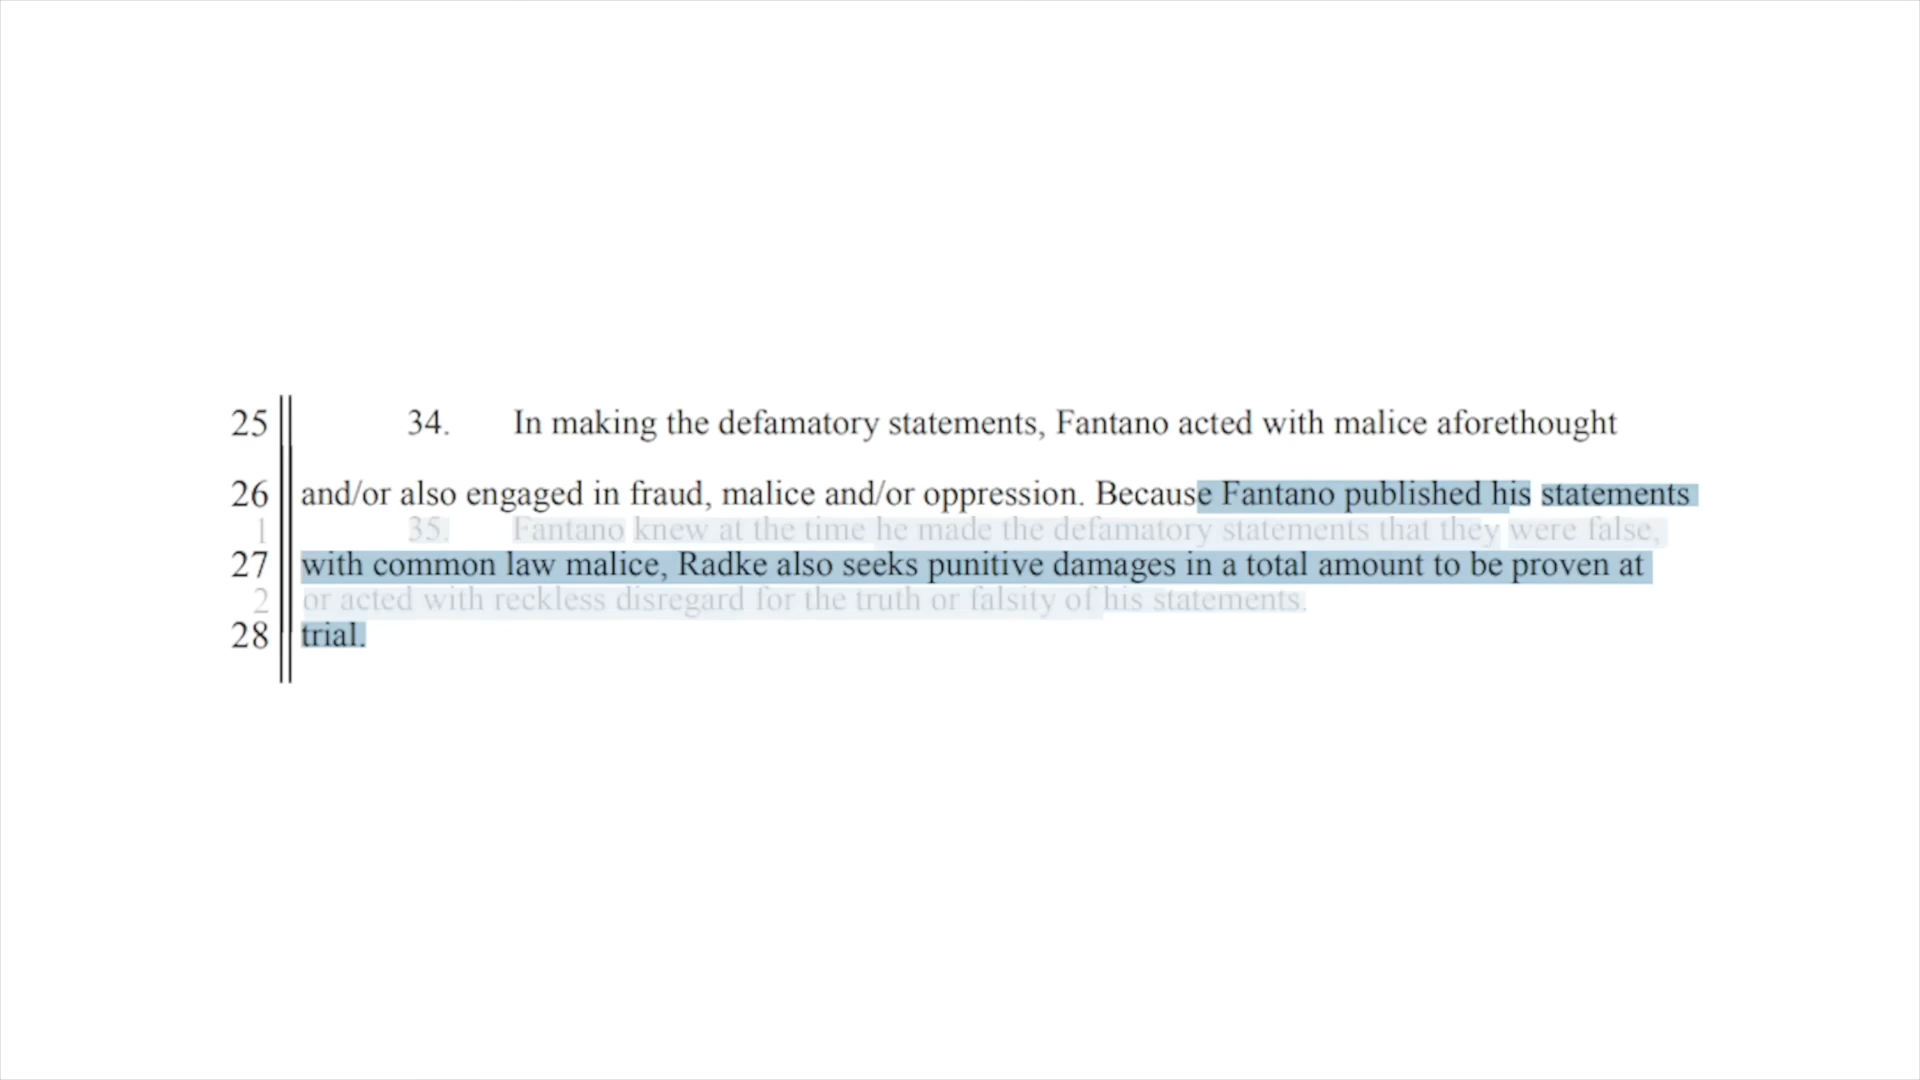 25 34. In making the defamatory statements, Fantano acted with malice aforethought
26 and/or also engaged in fraud, malice and/or oppression. Because Fantano published his statements
1 35. Fantano knew at the time he made the defamatory statements that they were false,
27 with common law malice, Radke also seeks punitive damages in a total amount to be proven at
2 or acted with reckless disregard for the truth or falsity of his statements.
28 trial.